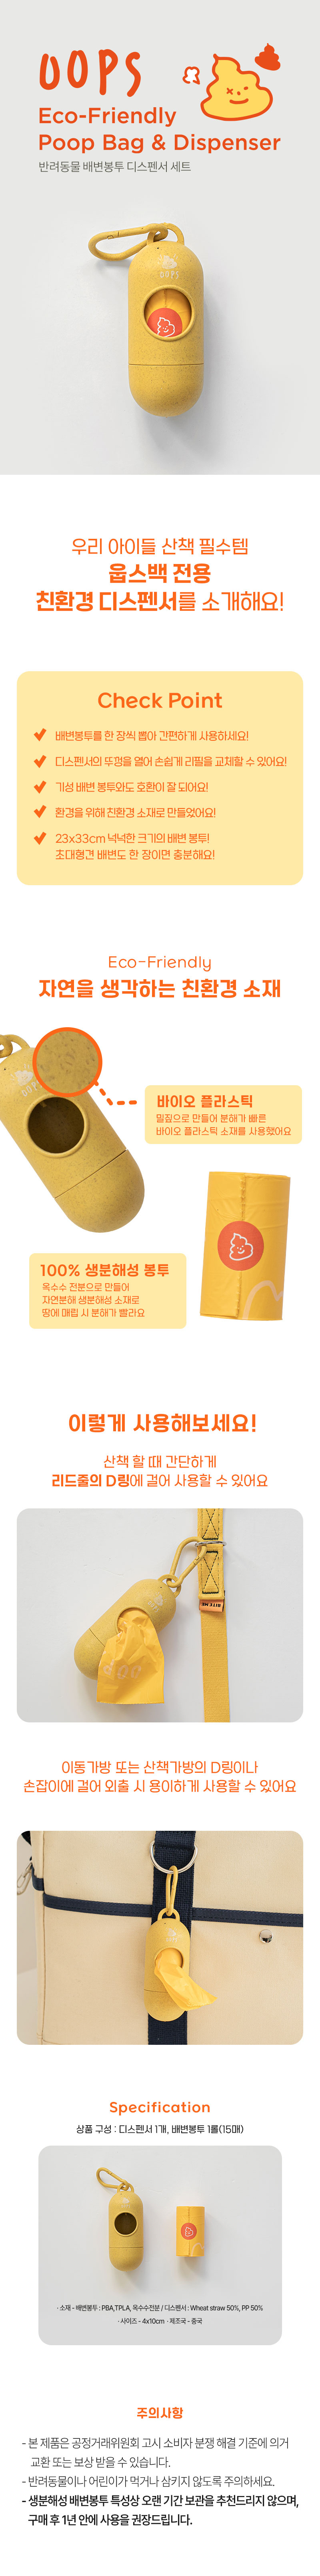 OOPS
Eco-Friendly
Poop Bag & Dispenser
반려동물 배변봉투 디스펜서 세트
OOPS
우리 아이들 산책 필수템
웁스백 전용
친환경 디스펜서를 소개해요!
Check Point
배변봉투를 한 장씩 뽑아 간편하게 사용하세요!
디스펜서의 뚜껑을 열어 손쉽게 리필을 교체할 수 있어요!
기성 배변 봉투와도 호환이 잘 되어요!
환경을 위해 친환경 소재로 만들었어요!
23x33cm 넉넉한 크기의 배변 봉투!
초대형견 배변도 한 장이면 충분해요!
Eco-Friendly
자연을 생각하는 친환경 소재
OOPS
바이오 플라스틱
밀짚으로 만들어 분해가 빠른
바이오 플라스틱 소재를 사용했어요
100% 생분해성 봉투
옥수수 전분으로 만들어
자연분해 생분해성 소재로
땅에 매립 시 분해가 빨라요
이렇게 사용해보세요!
산책 할 때 간단하게
리드줄의 D링에 걸어 사용할 수 있어요
BITE ME
이동가방 또는 산책가방의 D링이나
손잡이에 걸어 외출 시 용이하게 사용할 수 있어요
Specification
상품 구성 : 디스펜서 1개, 배변봉투 1롤(15매)
· 소재 - 배변봉투 : PBA,TPLA, 옥수수전분 / 디스펜서 : Wheat straw 50%, PP 50%
· 사이즈 - 4x10cm · 제조국 - 중국
주의사항
- 본 제품은 공정거래위원회 고시 소비자 분쟁 해결 기준에 의거
교환 또는 보상 받을 수 있습니다.
- 반려동물이나 어린이가 먹거나 삼키지 않도록 주의하세요.
- 생분해성 배변봉투 특성상 오랜 기간 보관을 추천드리지 않으며,
구매 후 1년 안에 사용을 권장드립니다.